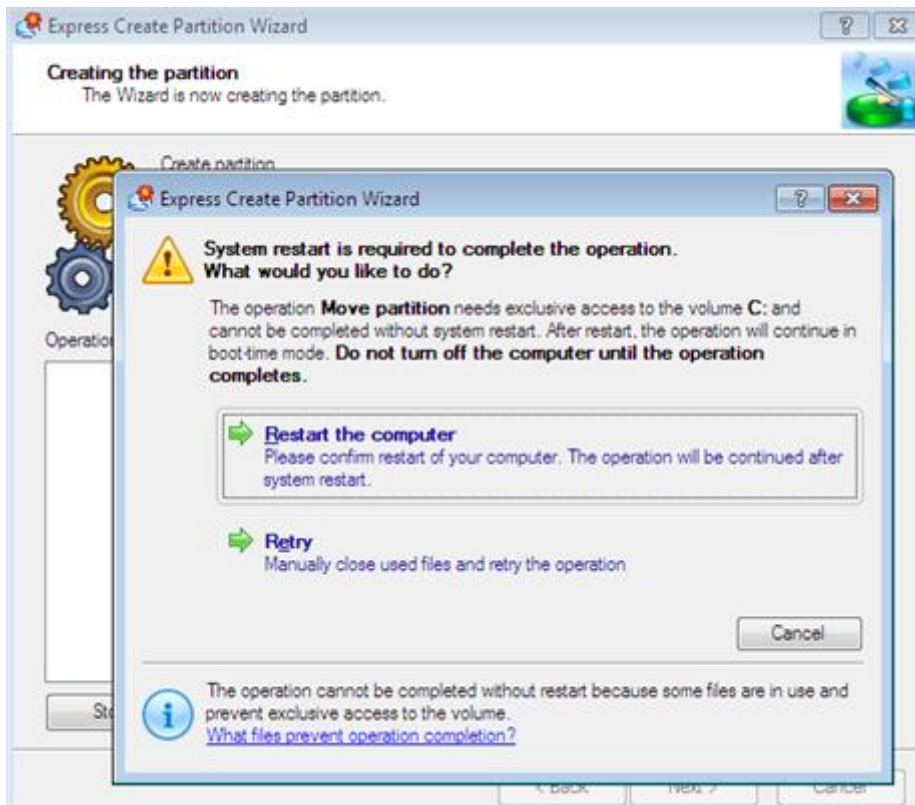 Express Create Partition Wizard
Creating the partition
The Wizard is now creating the partition.
Create partition
Express Create Partition Wizard
System restart is required to complete the operation.
What would you like to do?
The operation Move partition needs exclusive access to the volume C: and
cannot be completed without system restart. After restart, the operation will continue in
boot-time mode. Do not turn off the computer until the operation
completes.
Operation
Restart the computer
Please confirm restart of your computer. The operation will be continued after
system restart.
Retry
Manually close used files and retry the operation
Cancel
The operation cannot be completed without restart because some files are in use and
prevent exclusive access to the volume.
What files prevent operation completion?
< Back Next > Cancel